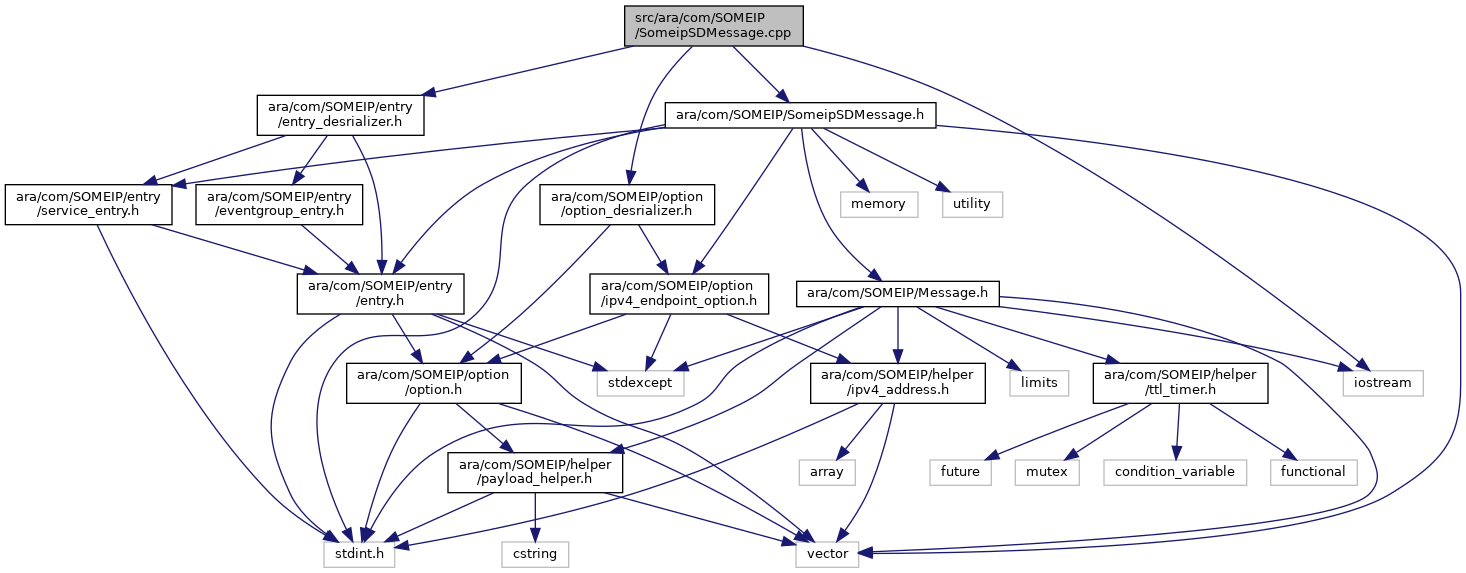 src/ara/com/SOMEIP
/SomeipSDMessage.cpp
ara/com/SOMEIP/entry
/entry_desrializer.h
ara/com/SOMEIP/SomeipSDMessage.h
ara/com/SOMEIP/entry
/service_entry.h
ara/com/SOMEIP/entry
/eventgroup_entry.h
ara/com/SOMEIP/option
/option_desrializer.h
memory
utility
ara/com/SOMEIP/entry
/entry.h
ara/com/SOMEIP/option
/ipv4_endpoint_option.h
ara/com/SOMEIP/Message.h
ara/com/SOMEIP/option
/option.h
stdexcept
ara/com/SOMEIP/helper
/ipv4_address.h
limits
ara/com/SOMEIP/helper
/ttl_timer.h
iostream
ara/com/SOMEIP/helper
/payload_helper.h
array
future
mutex
condition_variable
functional
stdint.h
cstring
vector